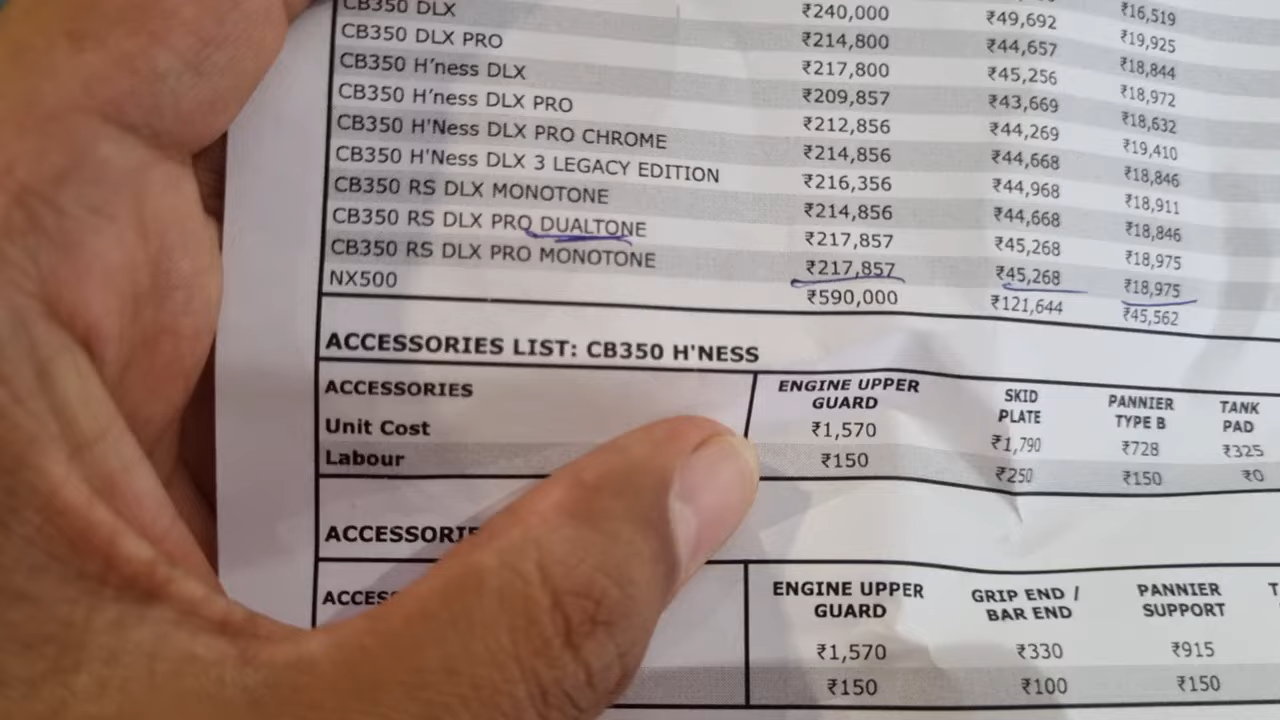 ₹16,519
₹240,000 ₹49,692 ₹19,925
CB350 DLX ₹214,800 ₹44,657 ₹18,844
CB350 DLX PRO ₹217,800 ₹45,256 ₹18,972
CB350 H'ness DLX ₹209,857 ₹43,669 ₹18,632
CB350 H'ness DLX PRO ₹212,856 ₹44,269 ₹19,410
CB350 H'Ness DLX PRO CHROME ₹214,856 ₹44,668 ₹18,846
CB350 H'Ness DLX 3 LEGACY EDITION ₹216,356 ₹44,968 ₹18,911
CB350 RS DLX MONOTONE ₹214,856 ₹44,668 ₹18,846
CB350 RS DLX PRO DUALTONE ₹217,857 ₹45,268 ₹18,975
CB350 RS DLX PRO MONOTONE ₹217,857 ₹45,268 ₹18,975
NX500 ₹590,000 ₹121,644 ₹45,562
ACCESSORIES LIST: CB350 H'NESS
ACCESSORIES ENGINE UPPER GUARD SKID PLATE PANNIER TYPE B TANK PAD
Unit Cost ₹1,570 ₹1,790 ₹728 ₹325
Labour ₹150 ₹250 ₹150 ₹0
ENGINE UPPER GUARD GRIP END / BAR END PANNIER SUPPORT
₹1,570 ₹330 ₹915
₹150 ₹100 ₹150